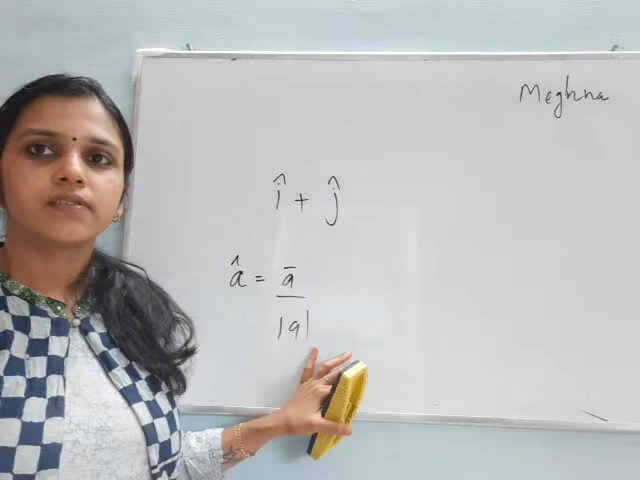 Meghna
î + ĵ
â = ā
|a|